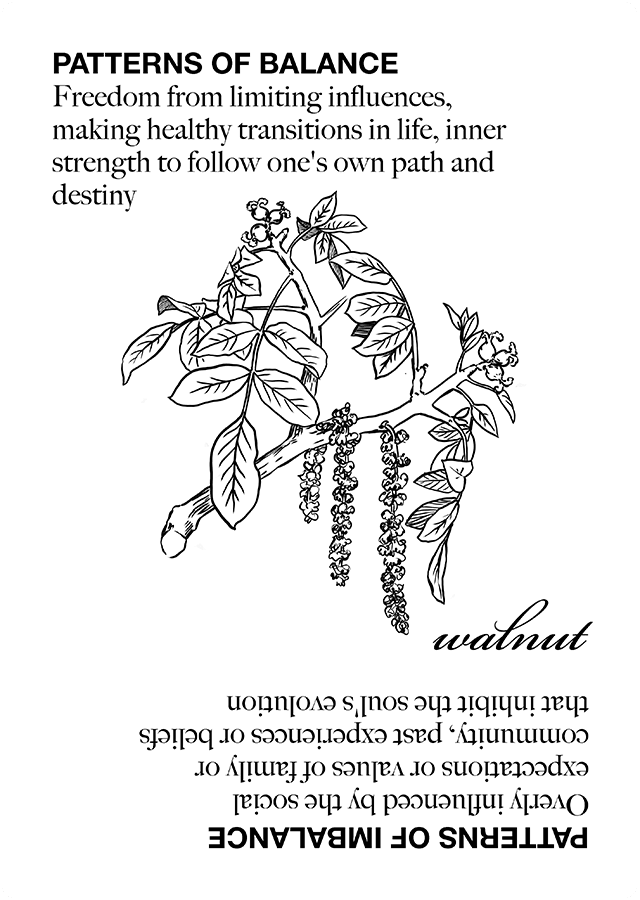 PATTERNS OF BALANCE
Freedom from limiting influences,
making healthy transitions in life, inner
strength to follow one's own path and
destiny
walnut
PATTERNS OF IMBALANCE
Overly influenced by the social
expectations or values of family or
community, past experiences or beliefs
that inhibit the soul's evolution